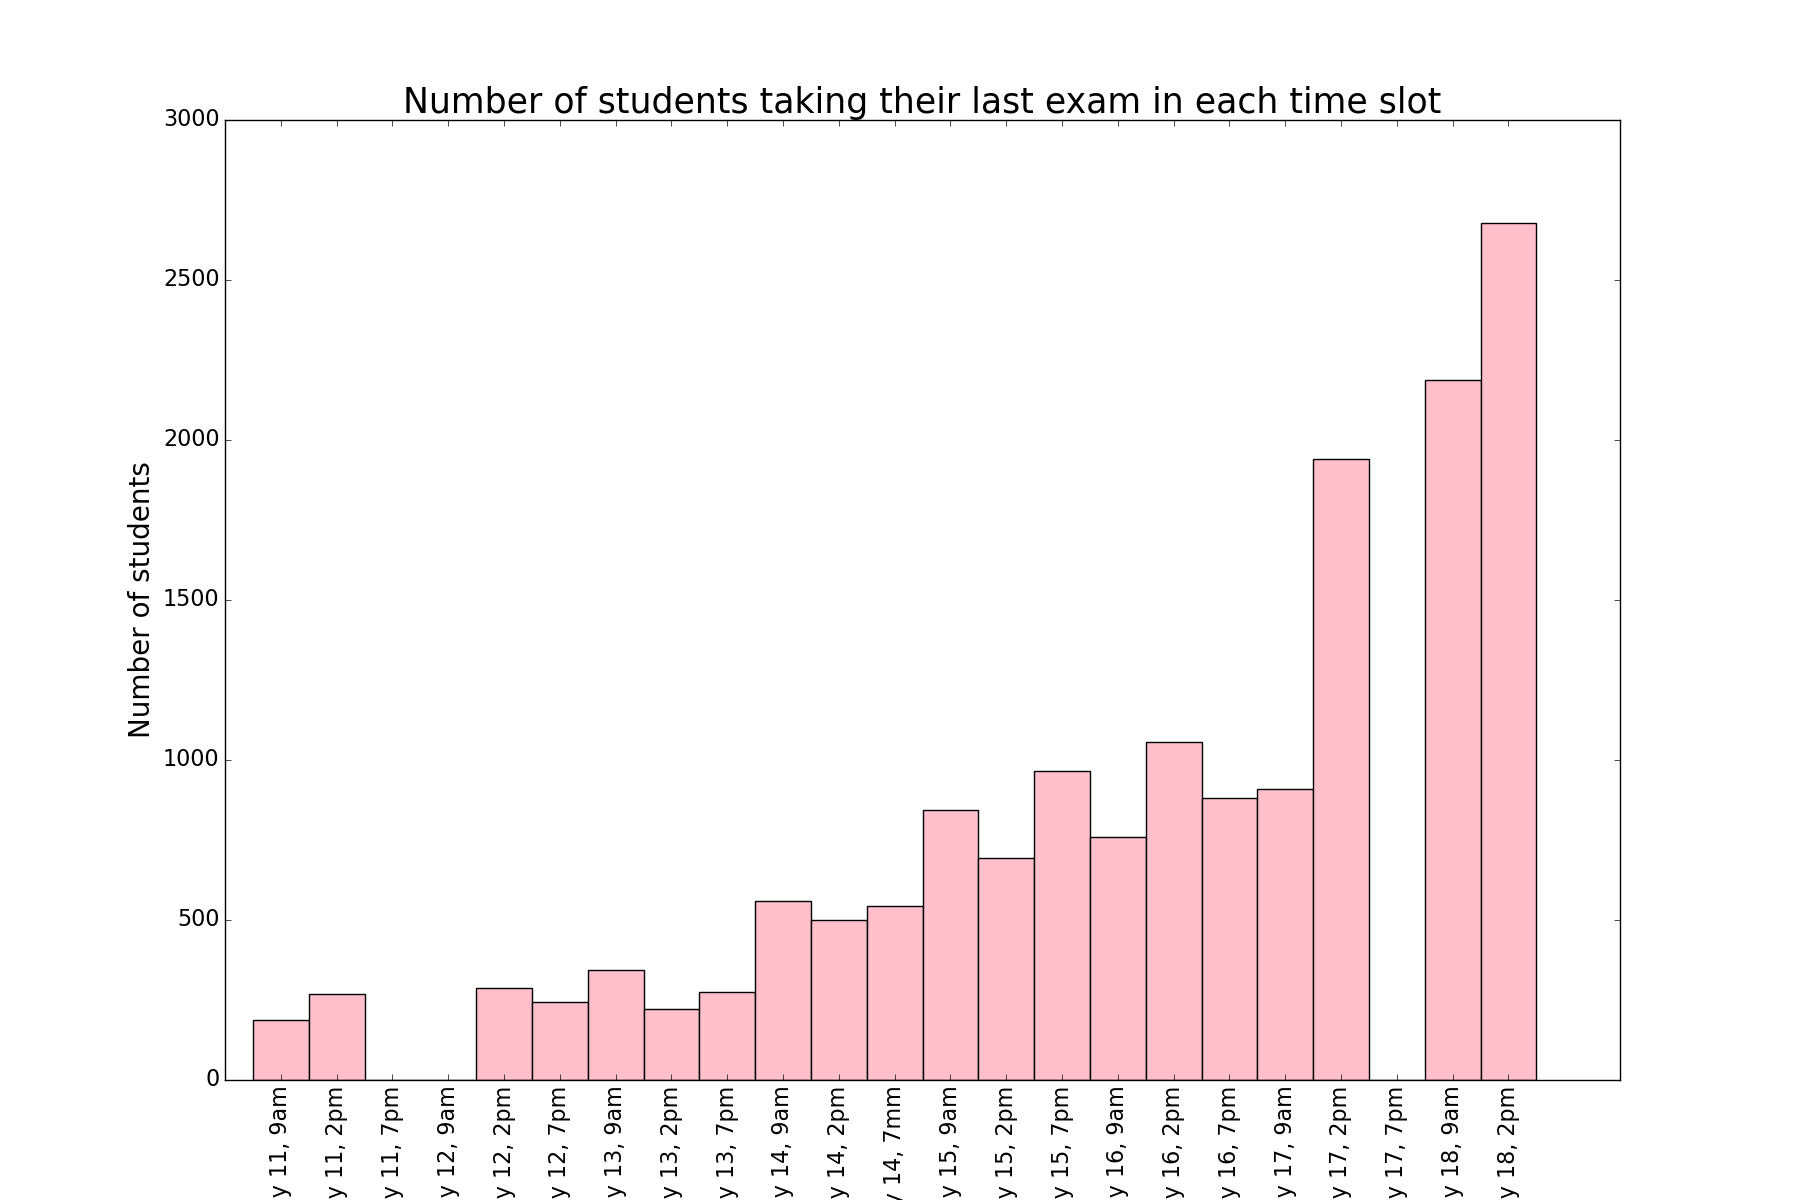 Number of students taking their last exam in each time slot
Number of students
3000
2500
2000
1500
1000
500
0
y 11, 9am
y 11, 2pm
y 11, 7pm
y 12, 9am
y 12, 2pm
y 12, 7pm
y 13, 9am
y 13, 2pm
y 13, 7pm
y 14, 9am
y 14, 2pm
y 14, 7mm
y 15, 9am
y 15, 2pm
y 15, 7pm
y 16, 9am
y 16, 2pm
y 16, 7pm
y 17, 9am
y 17, 2pm
y 17, 7pm
y 18, 9am
y 18, 2pm